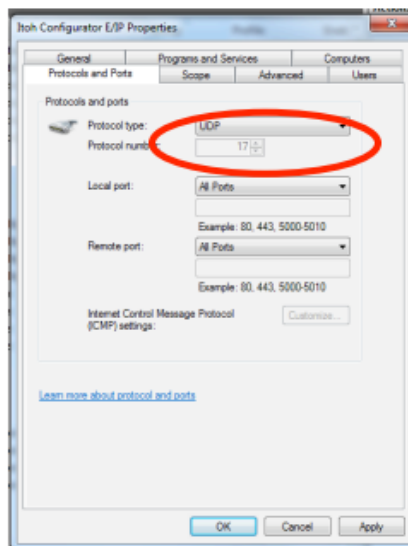 Itoh Configurator E/IP Properties
General Programs and Services Computers
Protocols and Ports Scope Advanced Users
Protocols and ports
Protocol type: UDP
Protocol number: 17
Local port: All Ports
Example: 80, 443, 5000-5010
Remote port: All Ports
Example: 80, 443, 5000-5010
Internet Control Message Protocol
(ICMP) settings: Customize...
Learn more about protocol and ports
OK Cancel Apply